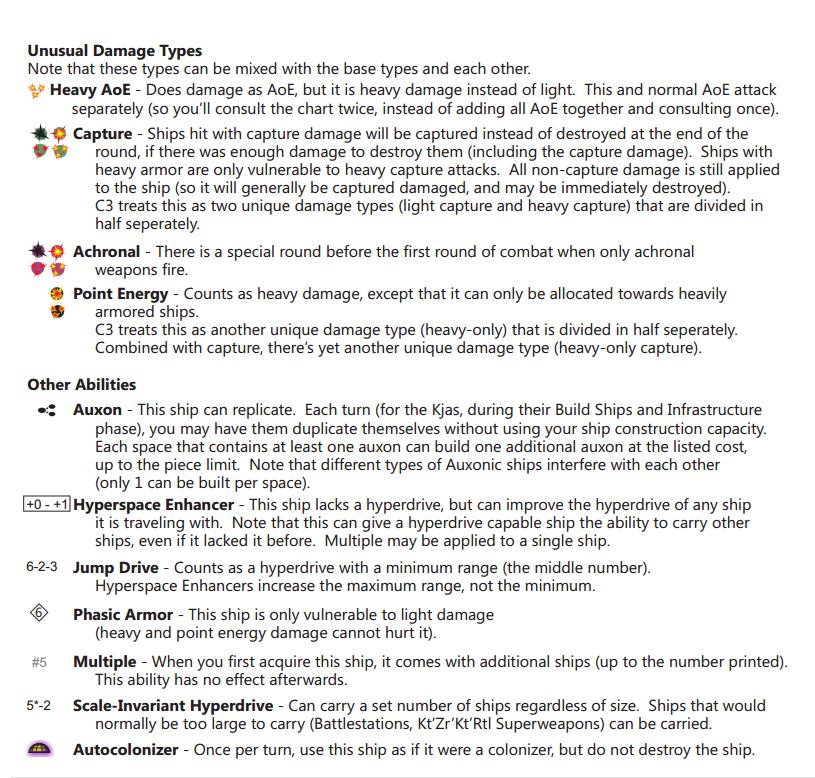 Unusual Damage Types
Note that these types can be mixed with the base types and each other.
Heavy AoE - Does damage as AoE, but it is heavy damage instead of light.  This and normal AoE attack
separately (so you'll consult the chart twice, instead of adding all AoE together and consulting once).
Capture - Ships hit with capture damage will be captured instead of destroyed at the end of the
round, if there was enough damage to destroy them (including the capture damage).  Ships with
heavy armor are only vulnerable to heavy capture attacks.  All non-capture damage is still applied
to the ship (so it will generally be captured damaged, and may be immediately destroyed).
C3 treats this as two unique damage types (light capture and heavy capture) that are divided in
half seperately.
Achronal - There is a special round before the first round of combat when only achronal
weapons fire.
Point Energy - Counts as heavy damage, except that it can only be allocated towards heavily
armored ships.
C3 treats this as another unique damage type (heavy-only) that is divided in half seperately.
Combined with capture, there's yet another unique damage type (heavy-only capture).
Other Abilities
Auxon - This ship can replicate.  Each turn (for the Kjas, during their Build Ships and Infrastructure
phase), you may have them duplicate themselves without using your ship construction capacity.
Each space that contains at least one auxon can build one additional auxon at the listed cost,
up to the piece limit.  Note that different types of Auxonic ships interfere with each other
(only 1 can be built per space).
+0 - +1 Hyperspace Enhancer - This ship lacks a hyperdrive, but can improve the hyperdrive of any ship
it is traveling with.  Note that this can give a hyperdrive capable ship the ability to carry other
ships, even if it lacked it before.  Multiple may be applied to a single ship.
6-2-3 Jump Drive - Counts as a hyperdrive with a minimum range (the middle number).
Hyperspace Enhancers increase the maximum range, not the minimum.
6 Phasic Armor - This ship is only vulnerable to light damage
(heavy and point energy damage cannot hurt it).
#5 Multiple - When you first acquire this ship, it comes with additional ships (up to the number printed).
This ability has no effect afterwards.
5*-2 Scale-Invariant Hyperdrive - Can carry a set number of ships regardless of size.  Ships that would
normally be too large to carry (Battlestations, Kt'Zr'Kt'Rtl Superweapons) can be carried.
Autocolonizer - Once per turn, use this ship as if it were a colonizer, but do not destroy the ship.